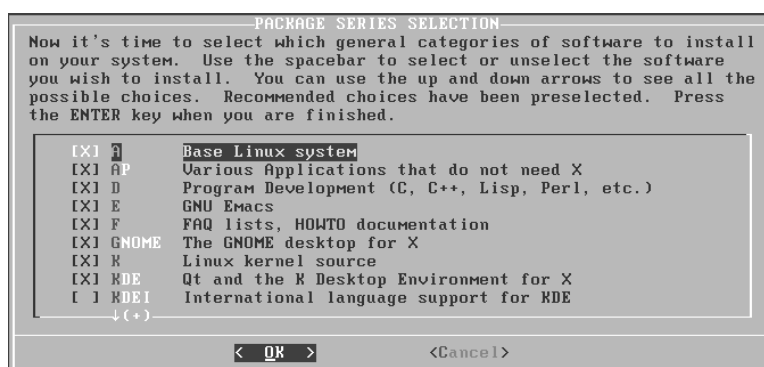 PACKAGE SERIES SELECTION
Now it's time to select which general categories of software to install
on your system.  Use the spacebar to select or unselect the software
you wish to install.  You can use the up and down arrows to see all the
possible choices.  Recommended choices have been preselected.  Press
the ENTER key when you are finished.
[X] A Base Linux system
[X] AP Various Applications that do not need X
[X] D Program Development (C, C++, Lisp, Perl, etc.)
[X] E GNU Emacs
[X] F FAQ lists, HOWTO documentation
[X] GNOME The GNOME desktop for X
[X] K Linux kernel source
[X] KDE Qt and the K Desktop Environment for X
[ ] KDEI International language support for KDE
↓(+)
< OK > <Cancel>